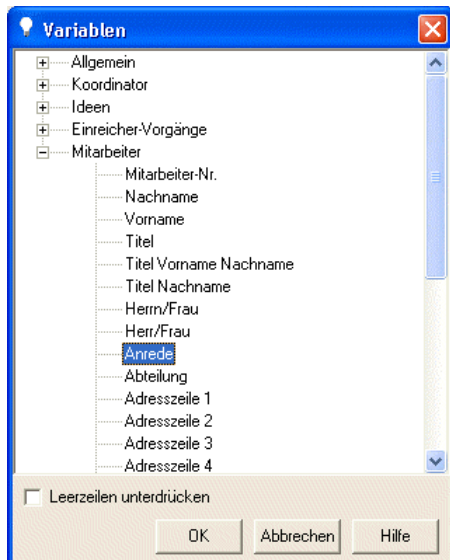 Variablen
Allgemein
Koordinator
Ideen
Einreicher-Vorgänge
Mitarbeiter
Mitarbeiter-Nr.
Nachname
Vorname
Titel
Titel Vorname Nachname
Titel Nachname
Herrn/Frau
Herr/Frau
Anrede
Abteilung
Adresszeile 1
Adresszeile 2
Adresszeile 3
Adresszeile 4
Leerzeilen unterdrücken
OK Abbrechen Hilfe